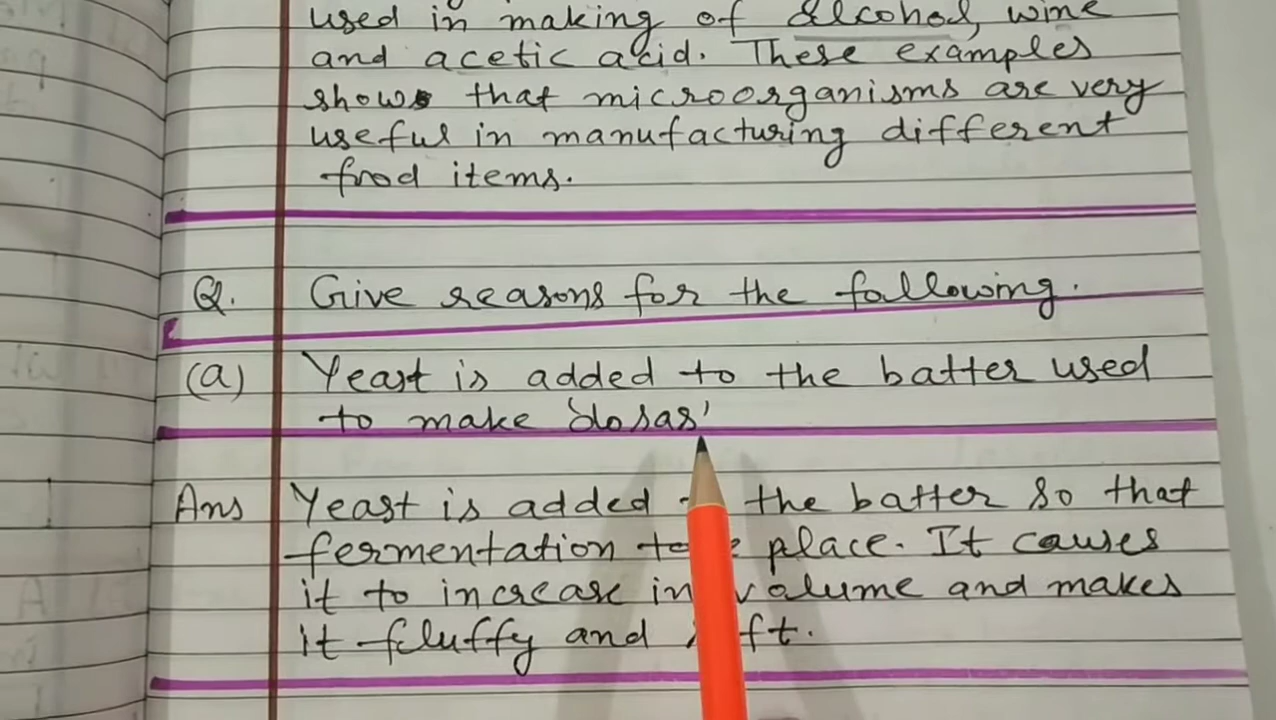 used in making of alcohol, wine
and acetic acid. These examples
shows that microorganisms are very
useful in manufacturing different
food items.
Q. Give reasons for the following.
(a) Yeast is added to the batter used
to make 'dosas'
Ans Yeast is added the batter so that
fermentation place. It causes
it to increase in volume and makes
it fluffy and